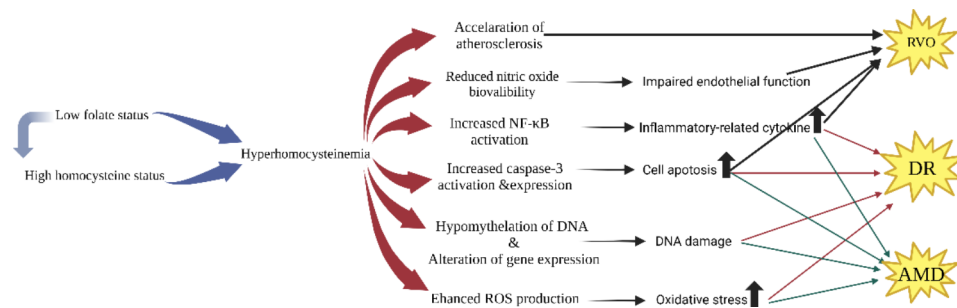 Accelaration of
atherosclerosis
RVO
Reduced nitric oxide
biovalibility
Impaired endothelial function
Low folate status
Increased NF-κB
activation
Inflammatory-related cytokine
Hyperhomocysteinemia
High homocysteine status
Increased caspase-3
activation &expression
Cell apotosis
DR
Hypomythelation of DNA
&
Alteration of gene expression
DNA damage
AMD
Ehanced ROS production
Oxidative stress